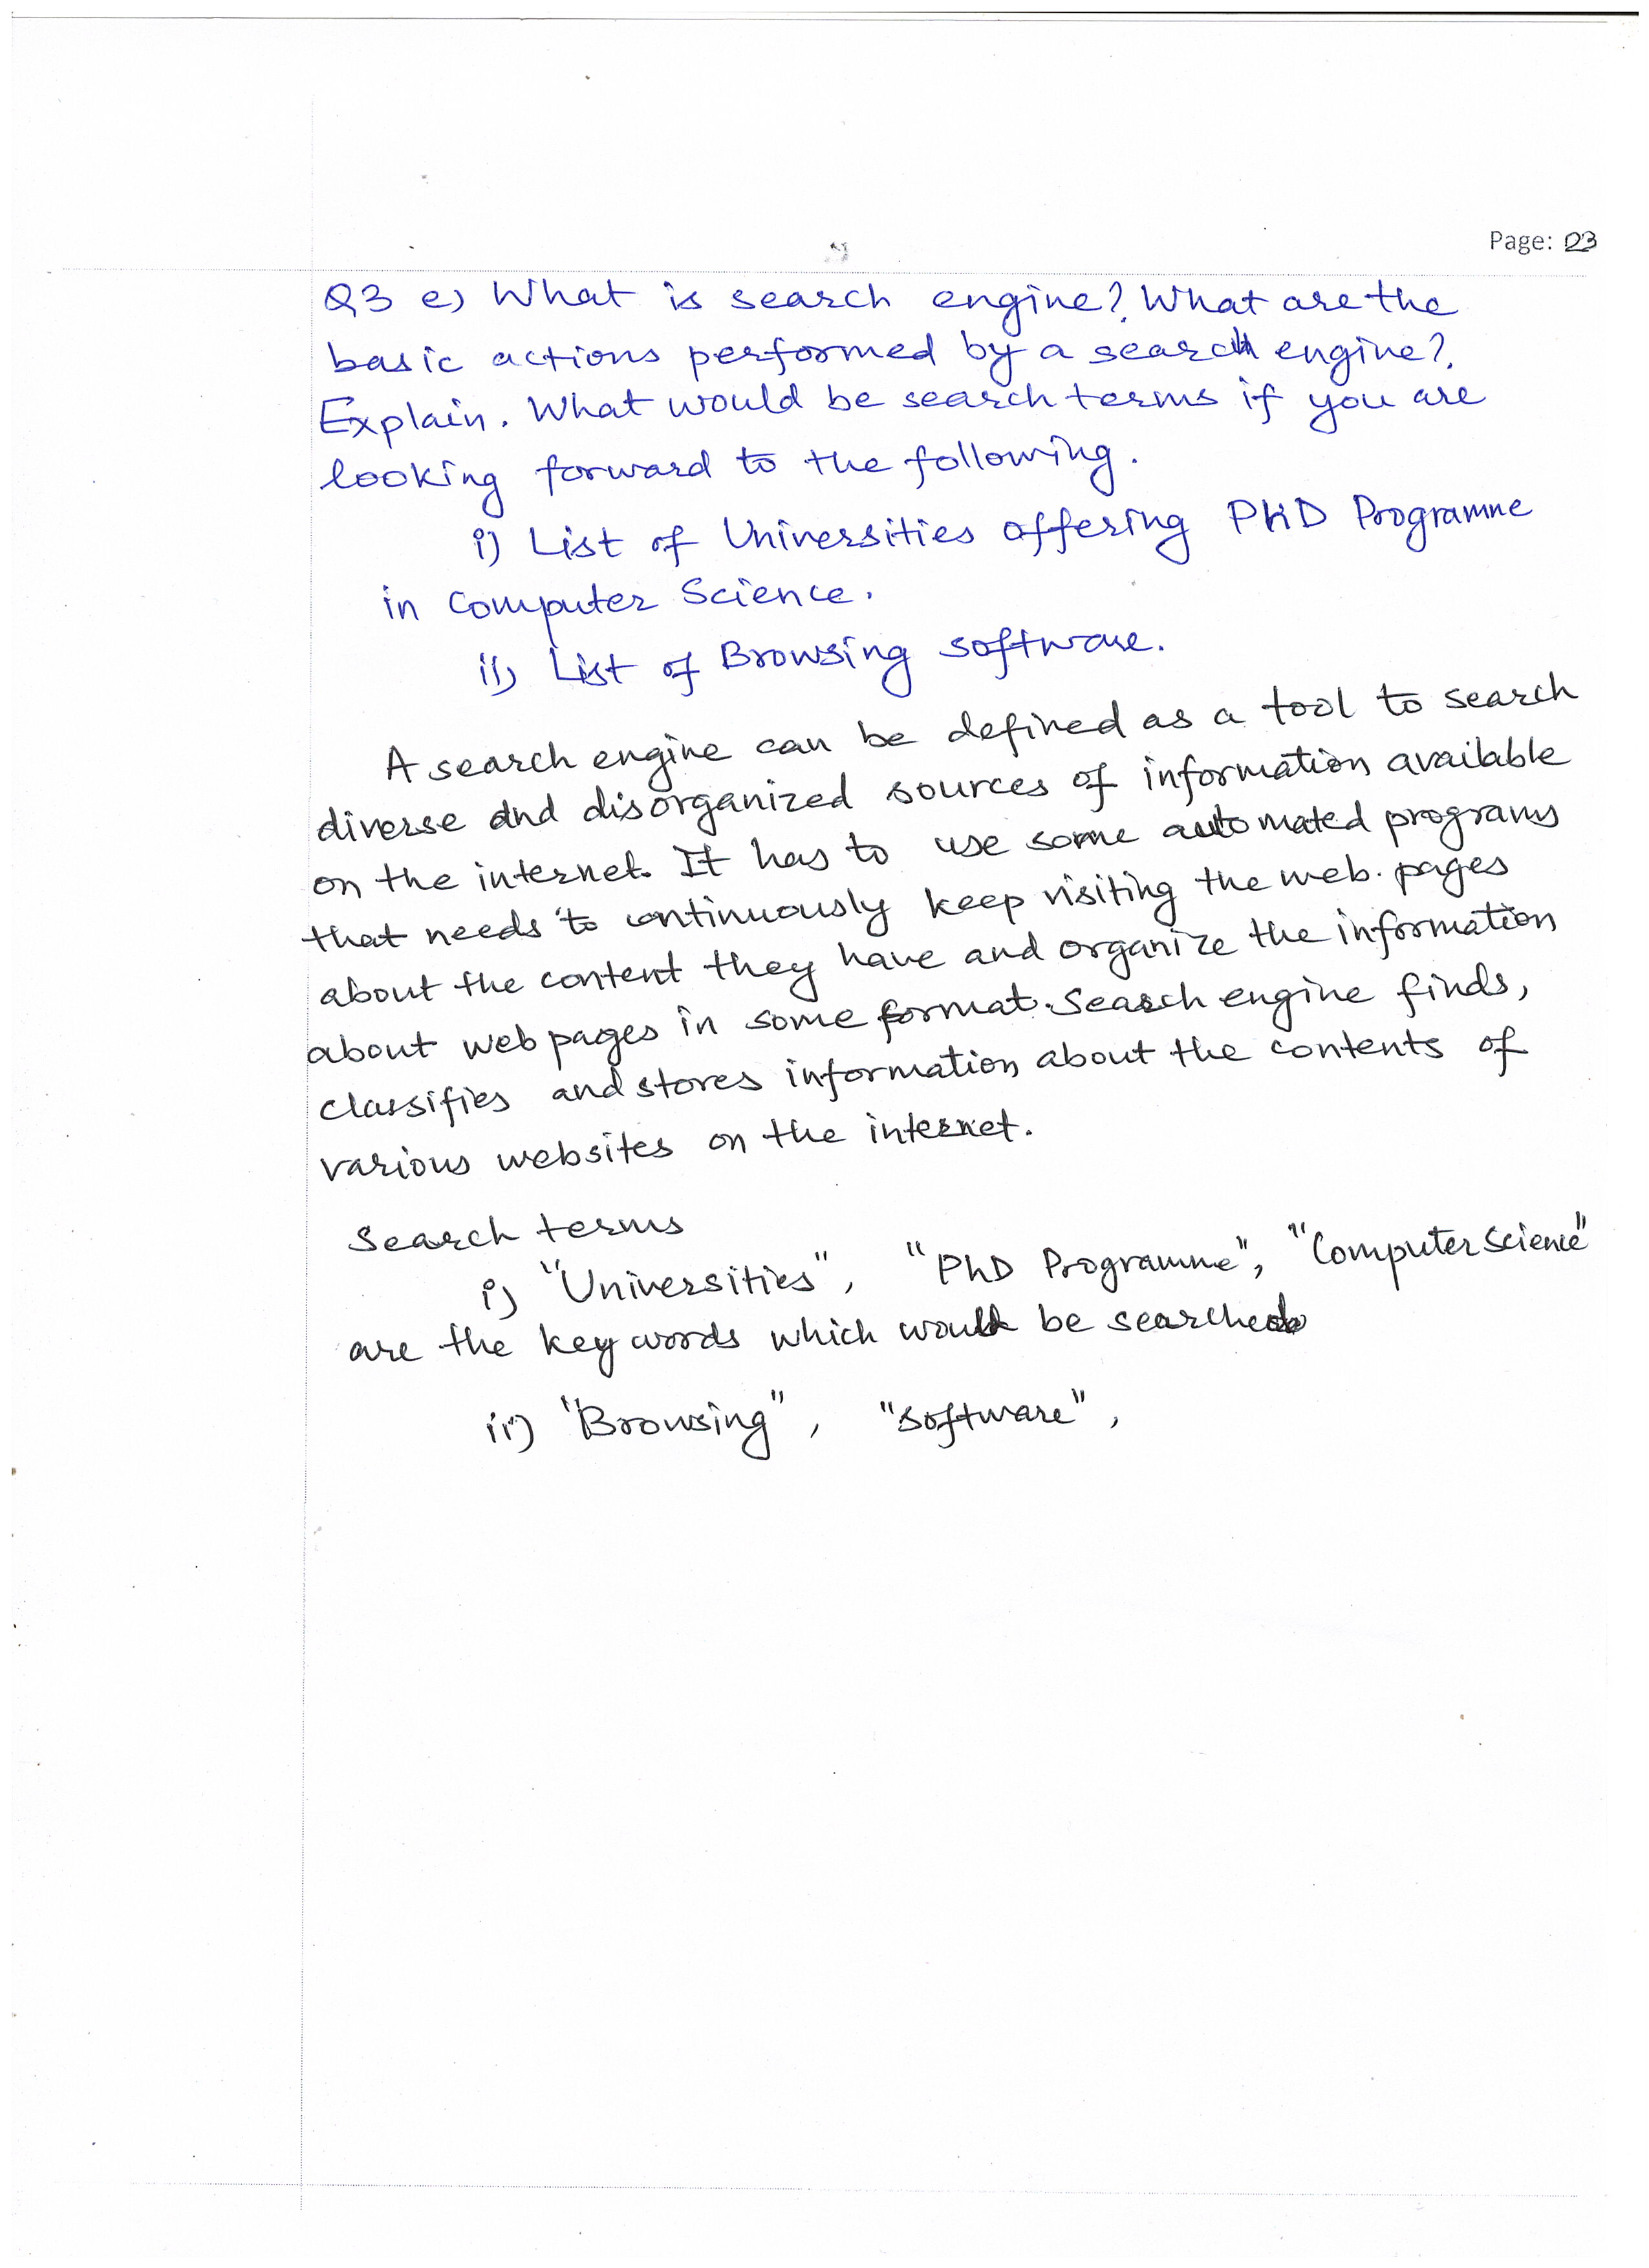 Page: 03
Q3 e) What is search engine? What are the
basic actions performed by a search engine?
Explain. What would be search terms if you are
looking forward to the following.
i) List of Universities offering PhD Programme
in Computer Science.
ii) List of Browsing software.
A search engine can be defined as a tool to search
diverse and disorganized sources of information available
on the internet. It has to use some automated programs
that needs to continuously keep visiting the web. pages
about the content they have and organize the information
about web pages in some format. Search engine finds,
classifies and stores information about the contents of
various websites on the internet.
Search terms
i) "Universities", "PhD Programme", "Computer Science"
are the key words which would be searched
ii) "Browsing", "Software",